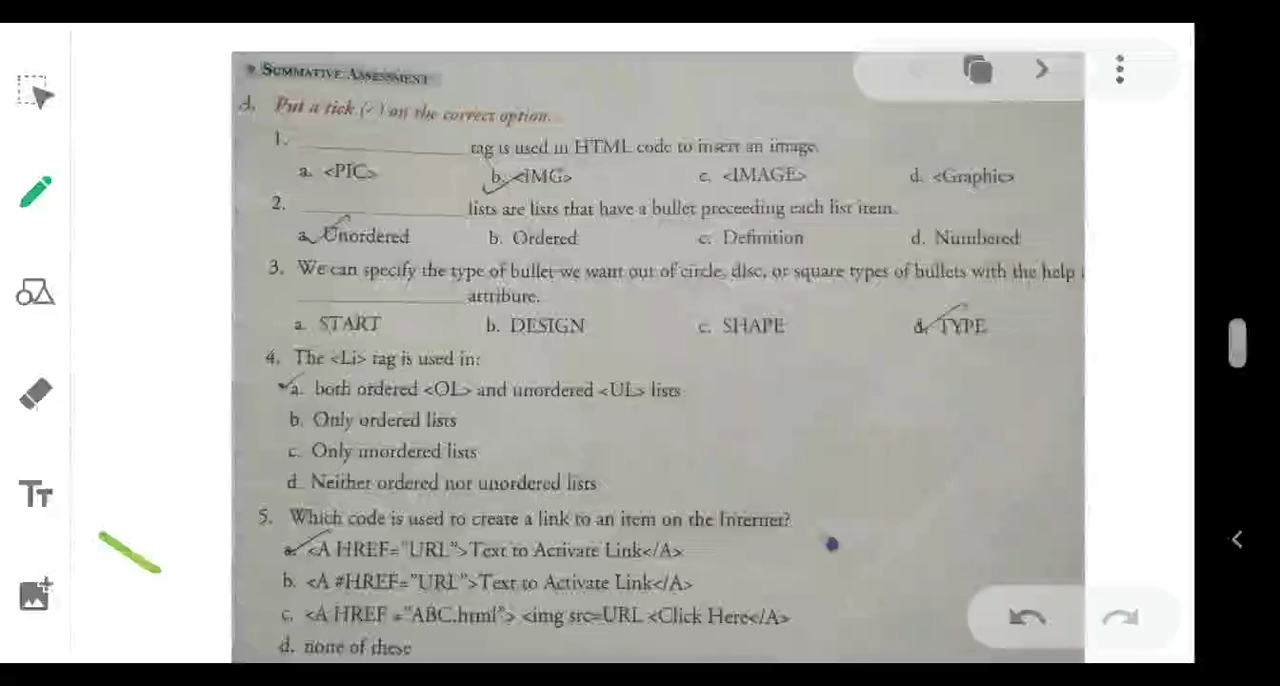 SUMMATIVE ASSESSMENT
A. Put a tick (✓) on the correct option.
1. ____________ tag is used in HTML code to insert an image.
a. <PIC> b. <IMG> c. <IMAGE> d. <Graphic>
2. ____________ lists are lists that have a bullet preceeding each list item.
a. Unordered b. Ordered c. Definition d. Numbered
3. We can specify the type of bullet we want out of circle, disc, or square types of bullets with the help
____________ attribute.
a. START b. DESIGN c. SHAPE d. TYPE
4. The <Li> tag is used in:
a. both ordered <OL> and unordered <UL> lists
b. Only ordered lists
c. Only unordered lists
d. Neither ordered nor unordered lists
5. Which code is used to create a link to an item on the Internet?
a. <A HREF="URL">Text to Activate Link</A>
b. <A #HREF="URL">Text to Activate Link</A>
c. <A HREF ="ABC.html"> <img src=URL <Click Here</A>
d. none of these
Tт